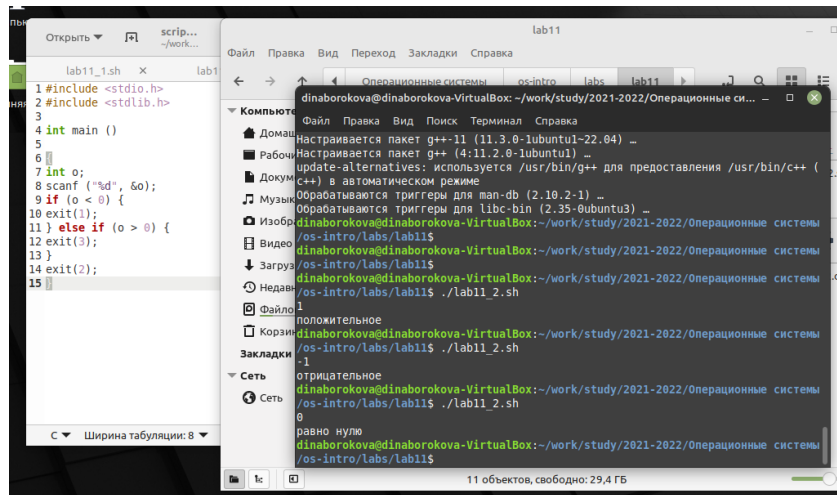 Открыть
scrip...
~/work...
lab11_1.sh × lab1
1 #include <stdio.h>
2 #include <stdlib.h>
3
4 int main ()
5
6 {
7 int o;
8 scanf ("%d", &o);
9 if (o < 0) {
10 exit(1);
11 } else if (o > 0) {
12 exit(3);
13 }
14 exit(2);
15 }
C Ширина табуляции: 8
lab11
Файл Правка Вид Переход Закладки Справка
Операционные системы os-intro labs lab11
Компьюте
Домаш
Рабочи
Докум
Музык
Изобр
Видео
Загруз
Недавн
Файло
Корзин
Закладки
Сеть
Сеть
11 объектов, свободно: 29,4 ГБ
dinaborokova@dinaborokova-VirtualBox: ~/work/study/2021-2022/Операционные си...
Файл Правка Вид Поиск Терминал Справка
Настраивается пакет g++-11 (11.3.0-1ubuntu1~22.04) …
Настраивается пакет g++ (4:11.2.0-1ubuntu1) …
update-alternatives: используется /usr/bin/g++ для предоставления /usr/bin/c++ (
c++) в автоматическом режиме
Обрабатываются триггеры для man-db (2.10.2-1) …
Обрабатываются триггеры для libc-bin (2.35-0ubuntu3) …
dinaborokova@dinaborokova-VirtualBox:~/work/study/2021-2022/Операционные системы
/os-intro/labs/lab11$
dinaborokova@dinaborokova-VirtualBox:~/work/study/2021-2022/Операционные системы
/os-intro/labs/lab11$
dinaborokova@dinaborokova-VirtualBox:~/work/study/2021-2022/Операционные системы
/os-intro/labs/lab11$ ./lab11_2.sh
1
положительное
dinaborokova@dinaborokova-VirtualBox:~/work/study/2021-2022/Операционные системы
/os-intro/labs/lab11$ ./lab11_2.sh
-1
отрицательное
dinaborokova@dinaborokova-VirtualBox:~/work/study/2021-2022/Операционные системы
/os-intro/labs/lab11$ ./lab11_2.sh
0
равно нулю
dinaborokova@dinaborokova-VirtualBox:~/work/study/2021-2022/Операционные системы
/os-intro/labs/lab11$